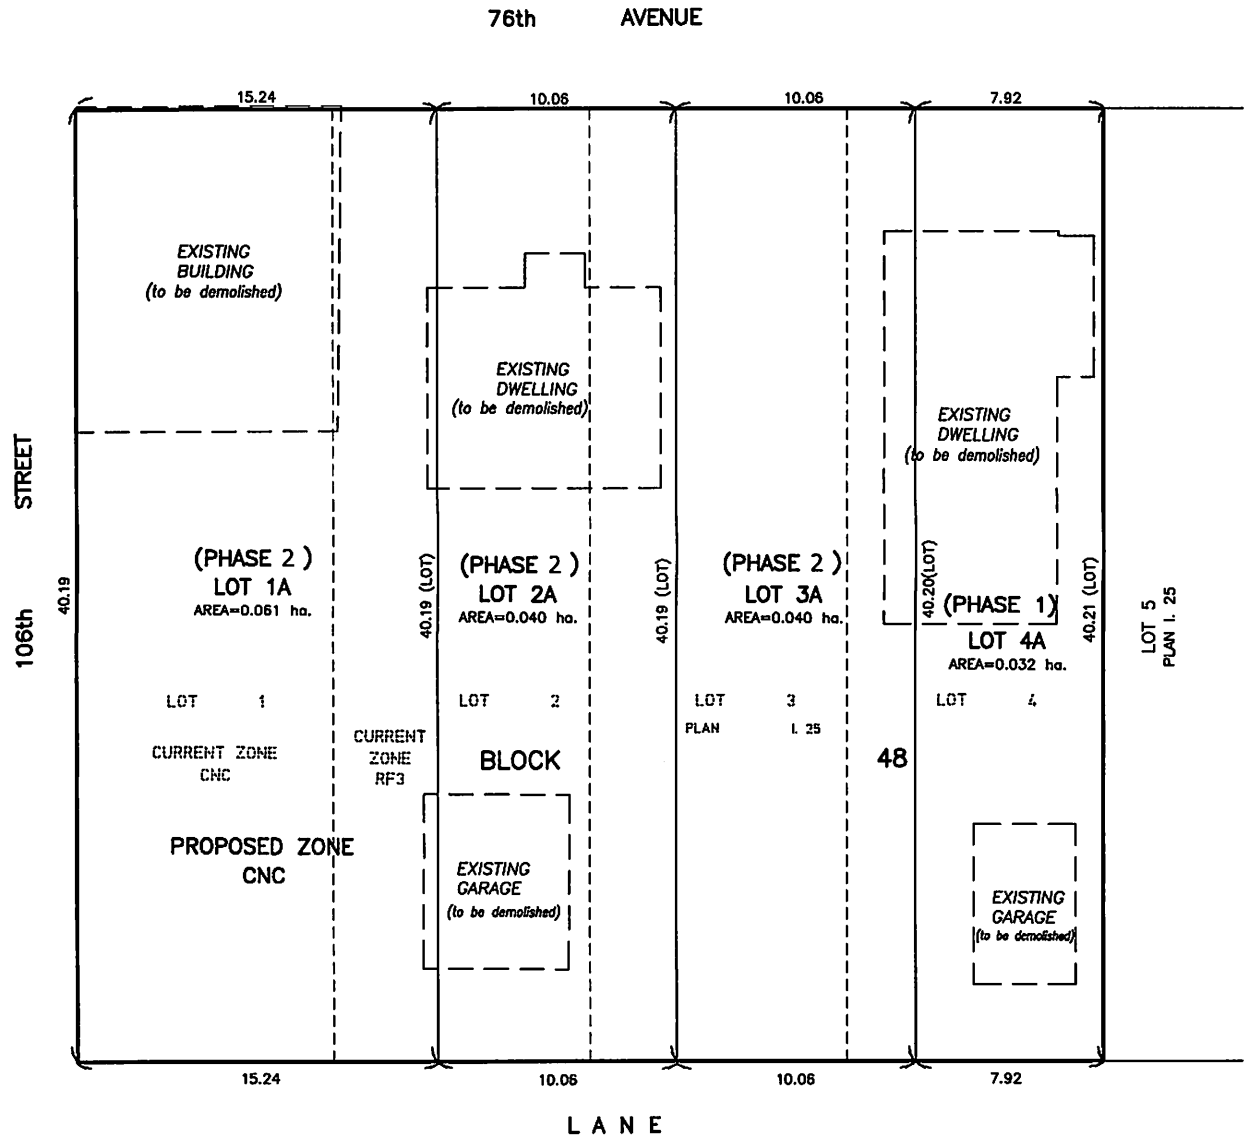 76th AVENUE
15.24
10.06
10.06
7.92
EXISTING
BUILDING
(to be demolished)
EXISTING
DWELLING
(to be demolished)
EXISTING
DWELLING
(to be demolished)
106th STREET
40.19
(PHASE 2 )
LOT 1A
AREA=0.061 ha.
40.19 (LOT)
(PHASE 2 )
LOT 2A
AREA=0.040 ha.
40.19 (LOT)
(PHASE 2 )
LOT 3A
AREA=0.040 ha.
40.20(LOT)
(PHASE 1)
LOT 4A
AREA=0.032 ha.
40.21 (LOT)
LOT 5
PLAN I. 25
LOT 1
LOT 2
LOT 3
PLAN I. 25
LOT 4
CURRENT ZONE
CNC
CURRENT
ZONE
RF3
BLOCK 48
PROPOSED ZONE
CNC
EXISTING
GARAGE
(to be demolished)
EXISTING
GARAGE
(to be demolished)
15.24
10.06
10.06
7.92
LANE